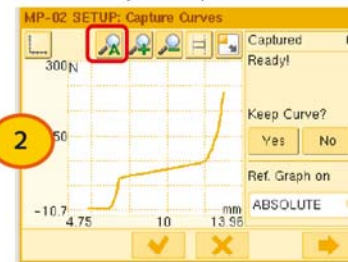 MP-02 SETUP: Capture Curves
Captured
300N
Ready!
Keep Curve?
2
50
Yes No
Ref. Graph on
-10.7
mm
ABSOLUTE
4.75 10 13.96